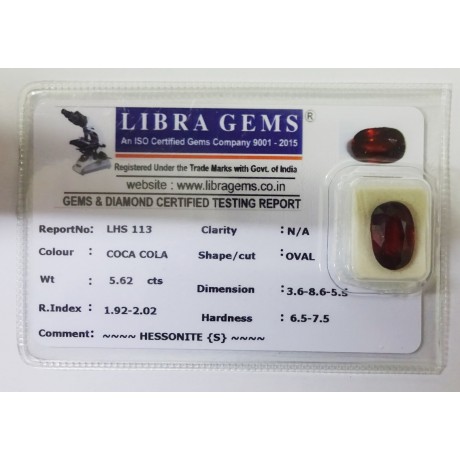 LIBRA GEMS ®
An ISO Certified Gems Company 9001 - 2015
Registered Under the Trade Marks with Govt. of India
website : www.libragems.co.in
GEMS & DIAMOND CERTIFIED TESTING REPORT
ReportNo: LHS 113 Clarity : N/A
Colour : COCA COLA Shape/cut : OVAL
Wt : 5.62 cts
Dimension : 3.6-8.6-5.5
R.Index : 1.92-2.02
Hardness : 6.5-7.5
Comment: ~~~~ HESSONITE {S} ~~~~